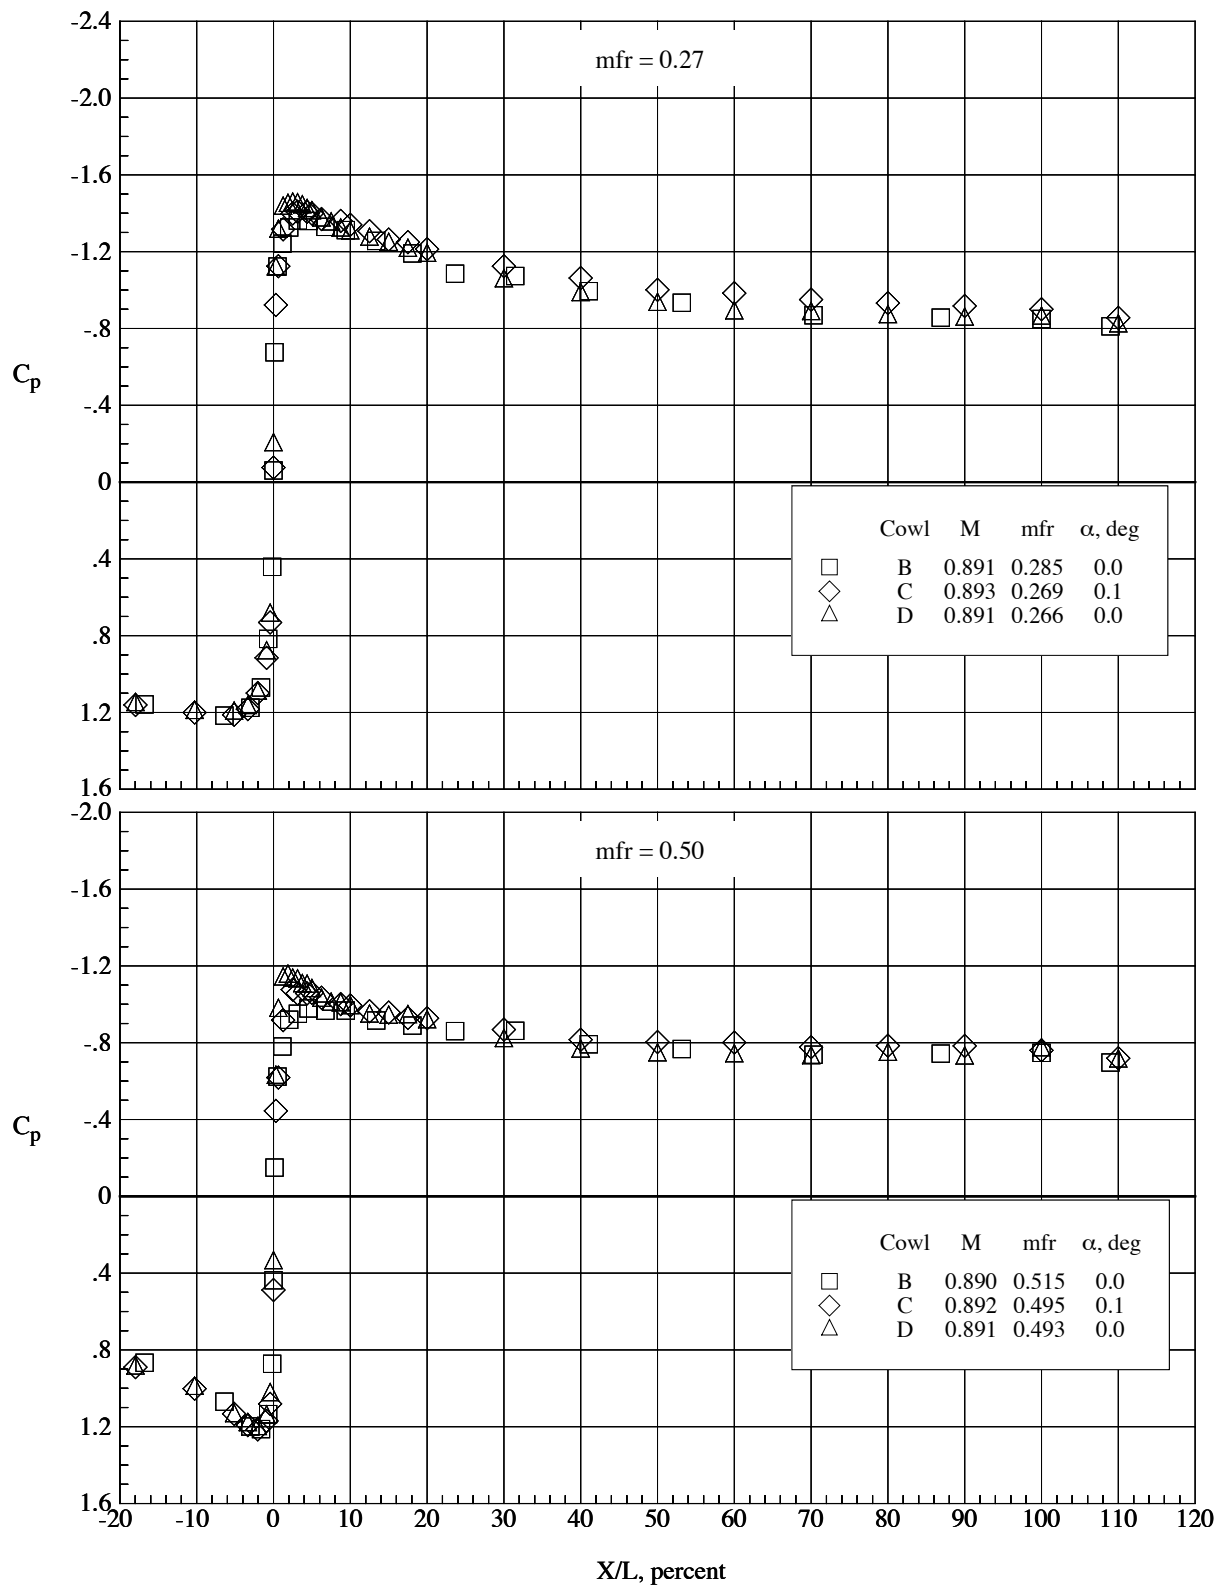 -2.4
mfr = 0.27
-2.0
-1.6
-1.2
-.8
Cp
-.4
0
Cowl M mfr α, deg
B 0.891 0.285 0.0
C 0.893 0.269 0.1
D 0.891 0.266 0.0
.4
.8
1.2
1.6
-2.0
mfr = 0.50
-1.6
-1.2
-.8
Cp
-.4
0
Cowl M mfr α, deg
B 0.890 0.515 0.0
C 0.892 0.495 0.1
D 0.891 0.493 0.0
.4
.8
1.2
1.6
-20 -10 0 10 20 30 40 50 60 70 80 90 100 110 120
X/L, percent